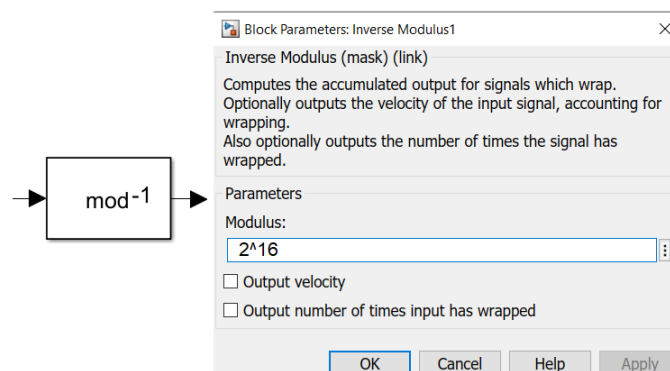 Block Parameters: Inverse Modulus1
Inverse Modulus (mask) (link)
Computes the accumulated output for signals which wrap.
Optionally outputs the velocity of the input signal, accounting for
wrapping.
Also optionally outputs the number of times the signal has
wrapped.
mod-1
Parameters
Modulus:
2^16
Output velocity
Output number of times input has wrapped
OK Cancel Help Apply